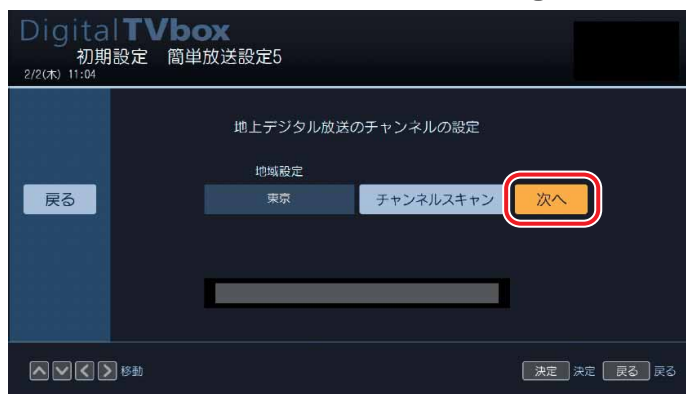 DigitalTVbox
初期設定 簡単放送設定5
2/2(木) 11:04
地上デジタル放送のチャンネルの設定
地域設定
戻る 東京 チャンネルスキャン 次へ
移動 決定 決定 戻る 戻る